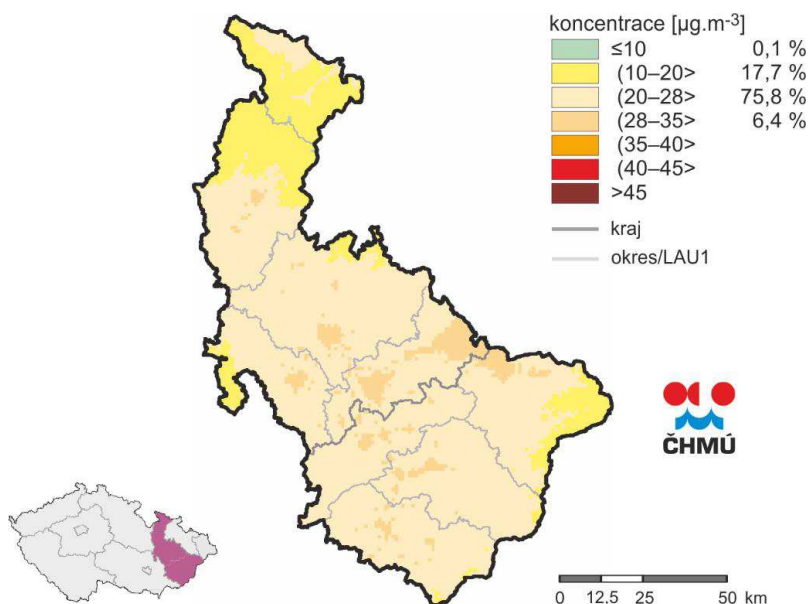 koncentrace [µg.m-3]
≤10 0,1 %
(10–20> 17,7 %
(20–28> 75,8 %
(28–35> 6,4 %
(35–40>
(40–45>
>45
kraj
okres/LAU1
ČHMÚ
0 12,5 25 50 km